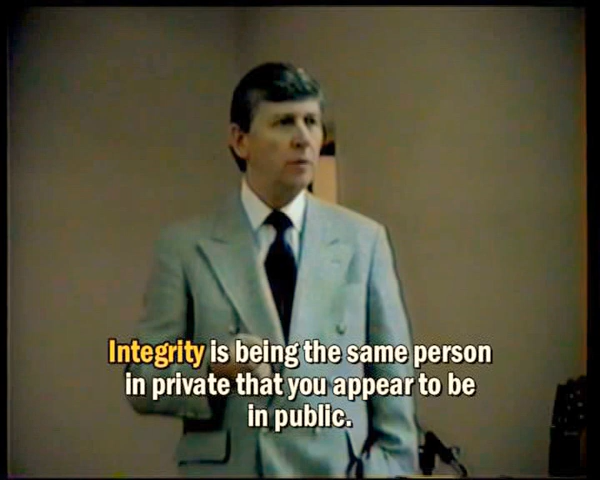 Integrity is being the same person
in private that you appear to be
in public.